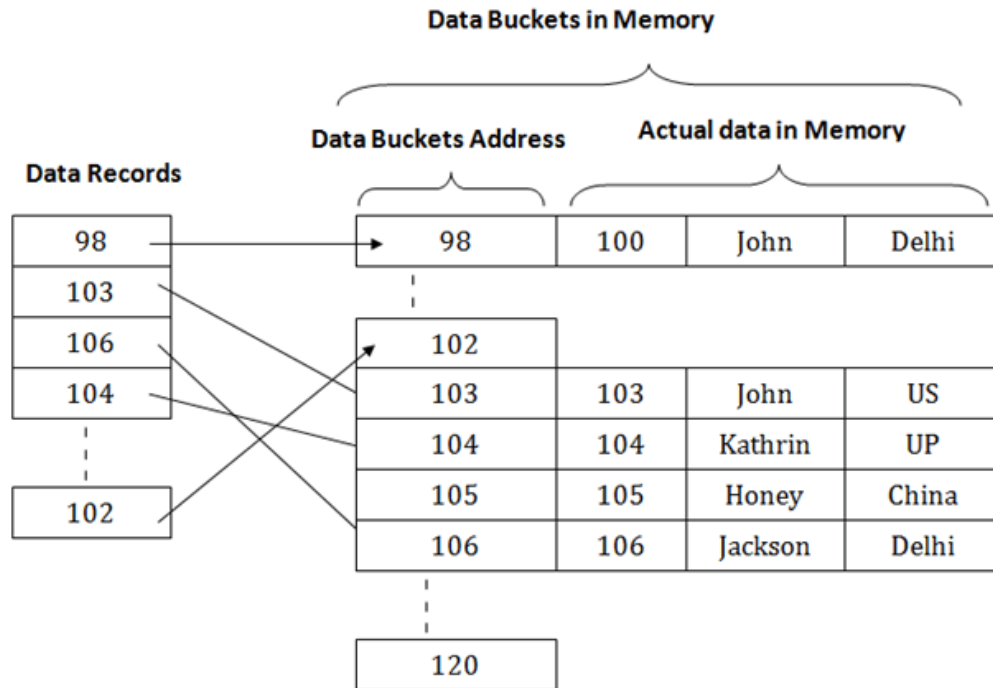 Data Buckets in Memory
Data Buckets Address
Actual data in Memory
Data Records
98
103
106
104
102
98 100 John Delhi
102
103 103 John US
104 104 Kathrin UP
105 105 Honey China
106 106 Jackson Delhi
120